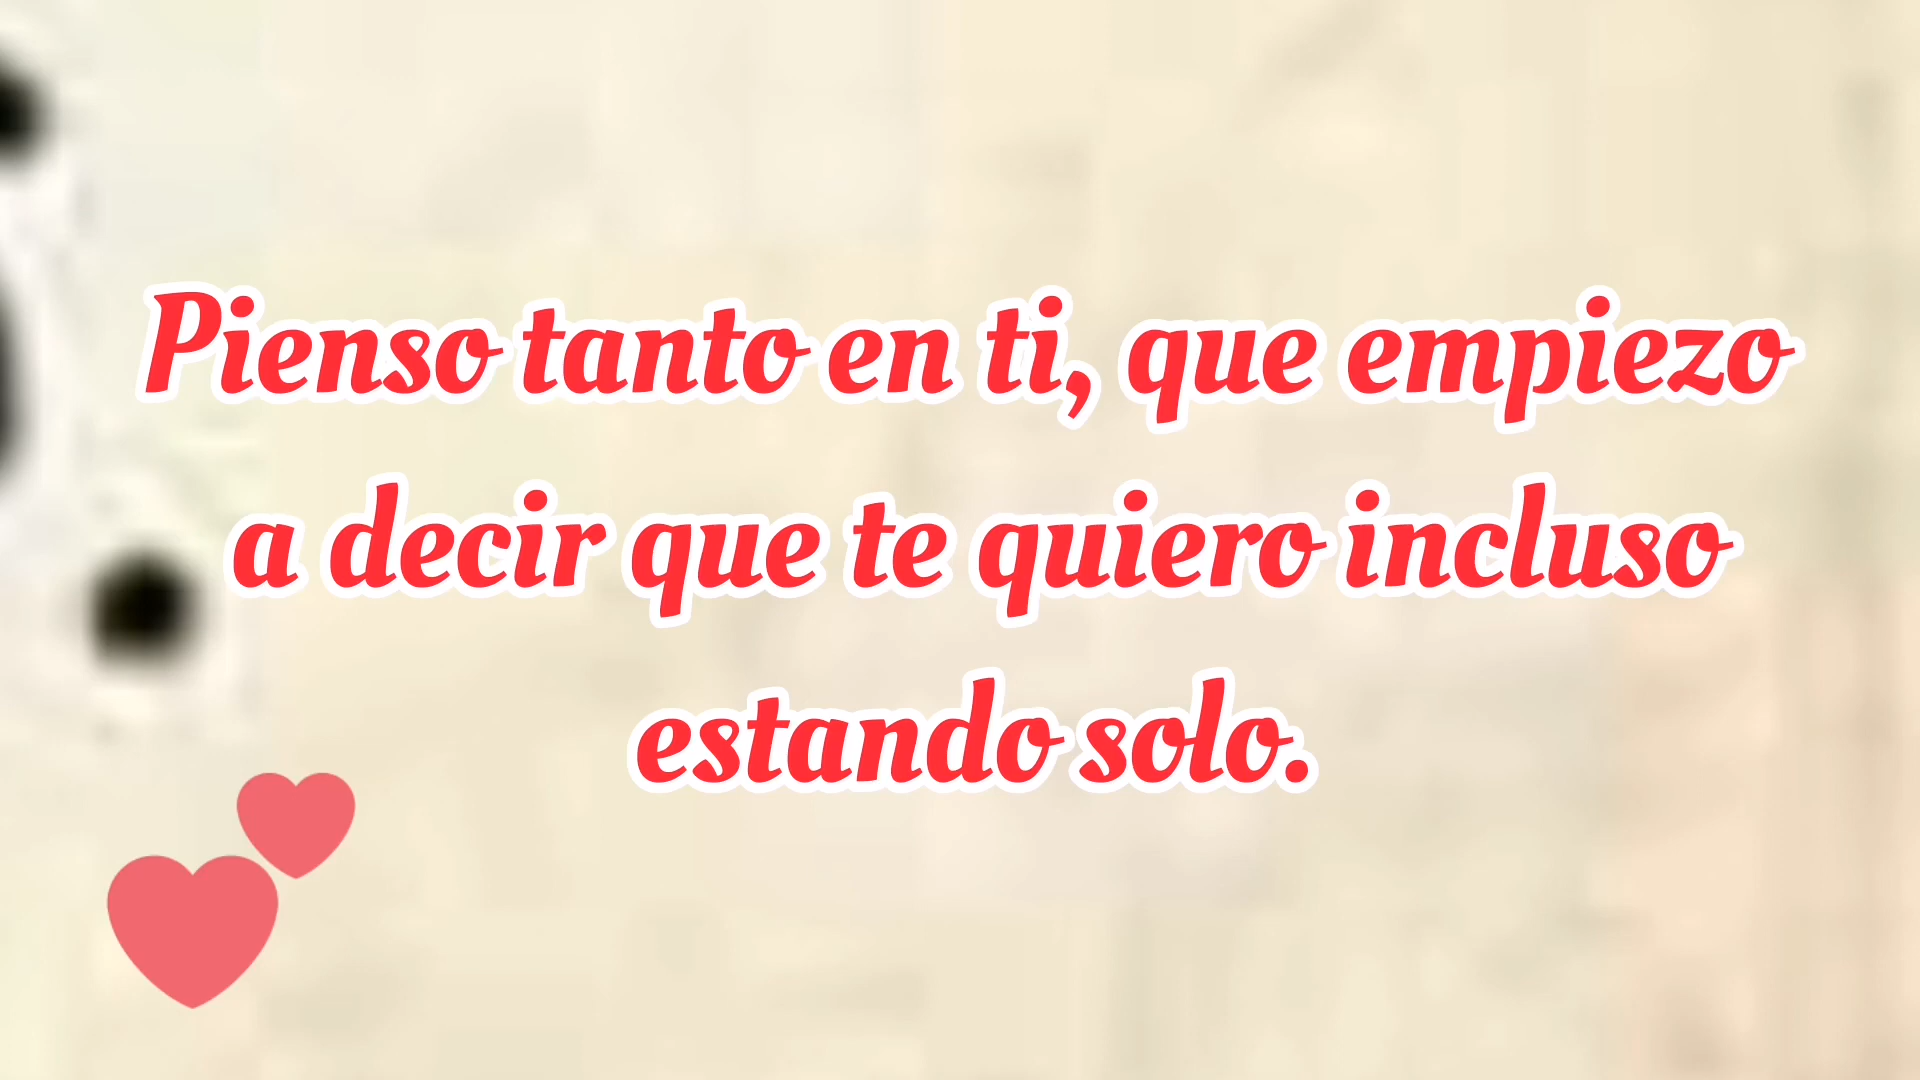 Pienso tanto en ti, que empiezo
a decir que te quiero incluso
estando solo.